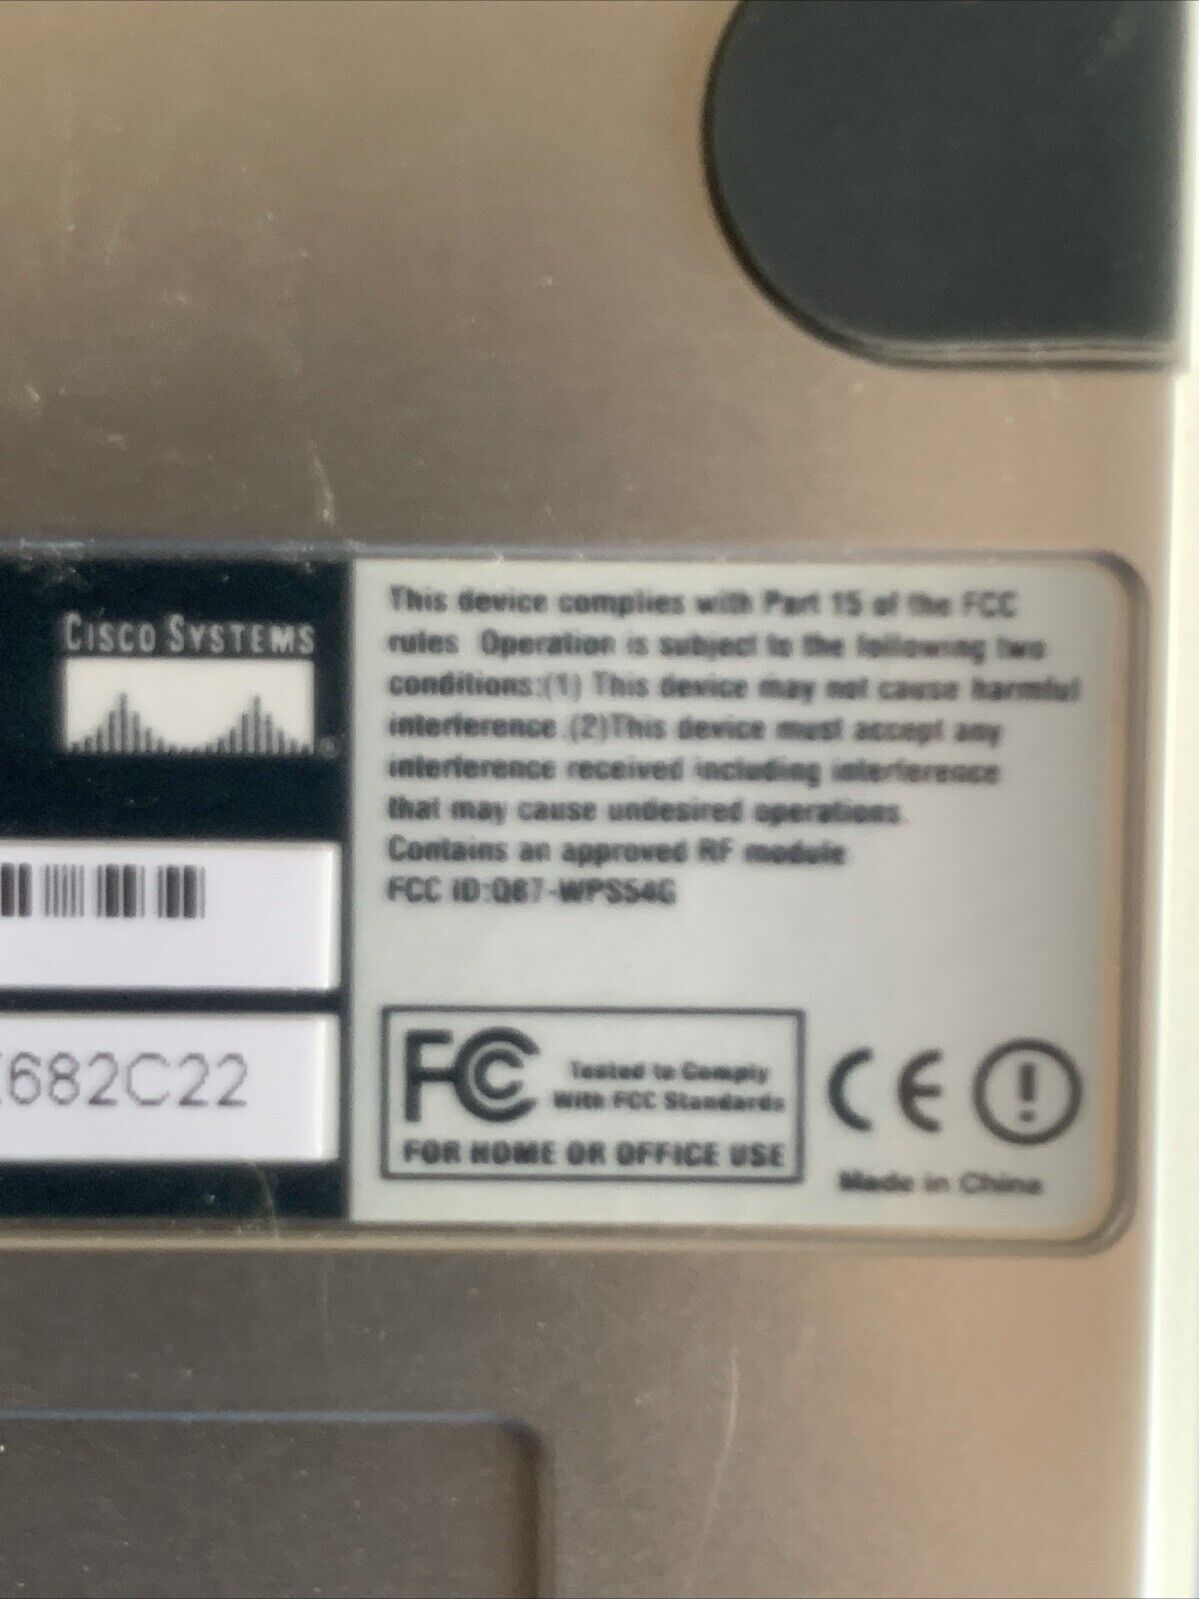 CISCO SYSTEMS
®
This device complies with Part 15 of the FCC
rules Operation is subject to the following two
conditions:(1) This device may not cause harmful
interference.(2)This device must accept any
interference received including interference
that may cause undesired operations.
Contains an approved RF module
FCC ID:Q87-WPS54G
682C22
FCC Tested to Comply
With FCC Standards
FOR HOME OR OFFICE USE
CE
Made in China